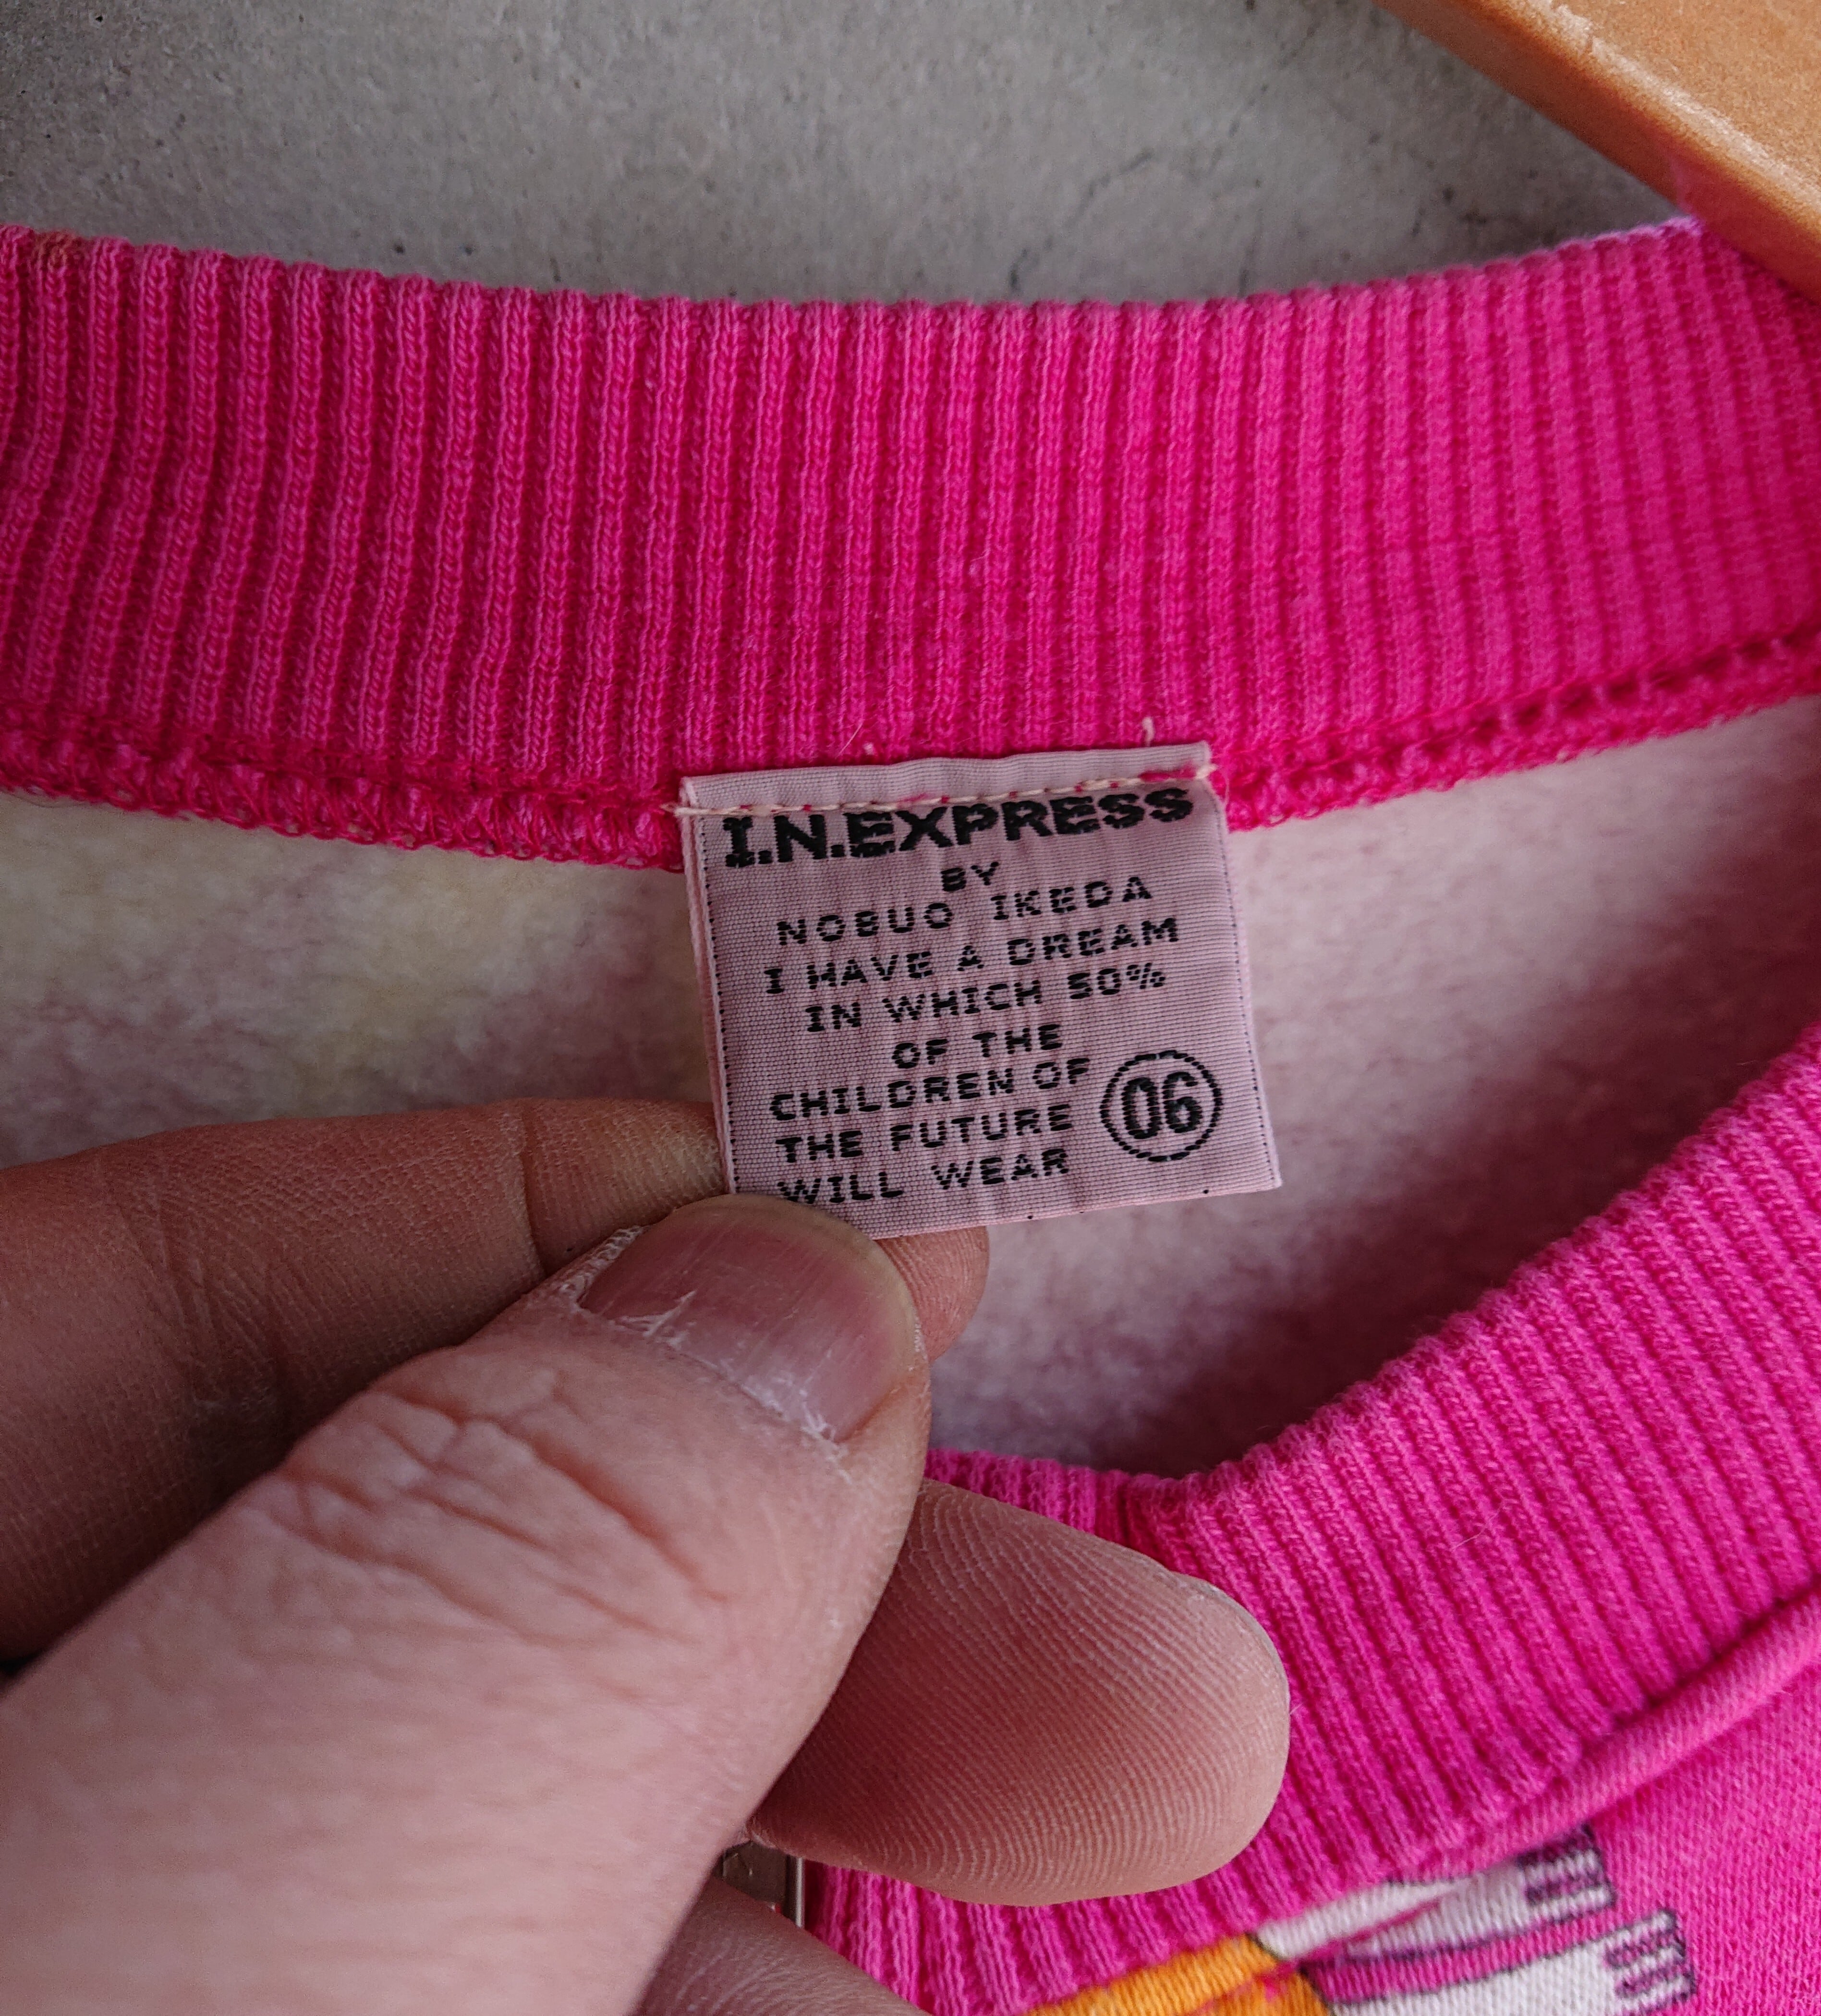 I.N.EXPRESS
BY
NOBUO IKEDA
I HAVE A DREAM
IN WHICH 50%
OF THE
CHILDREN OF
THE FUTURE
WILL WEAR
06